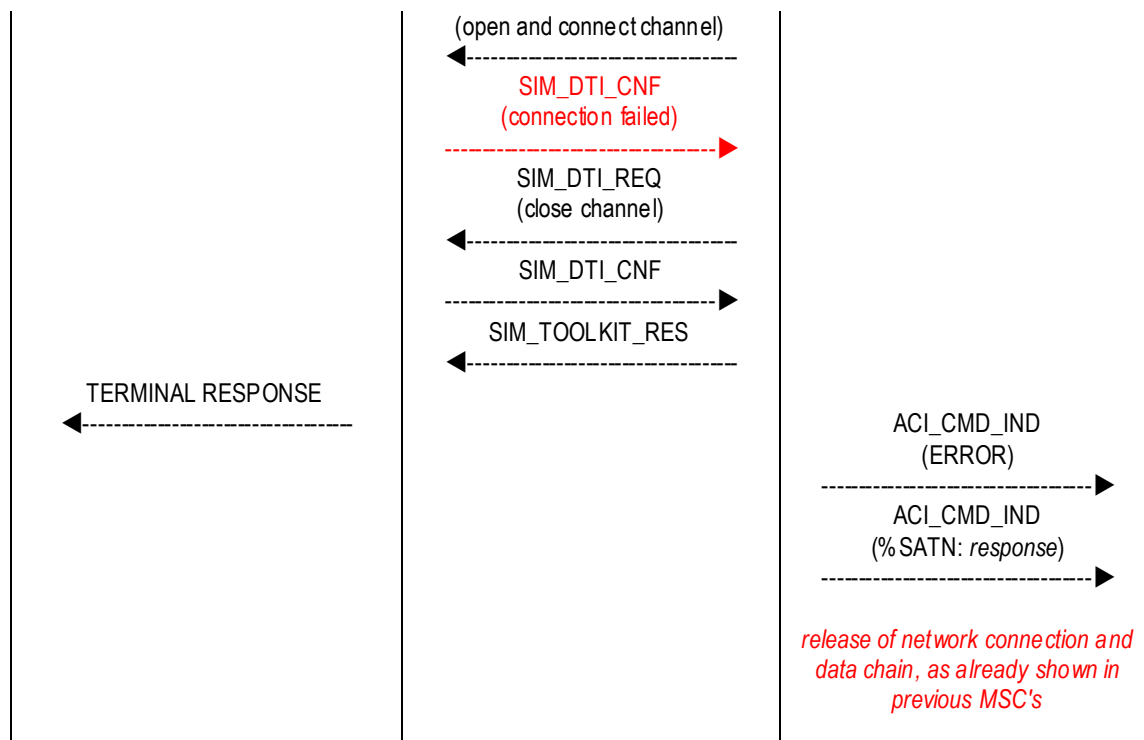 (open and connect channel)
SIM_DTI_CNF
(connection failed)
SIM_DTI_REQ
(close channel)
SIM_DTI_CNF
SIM_TOOLKIT_RES
TERMINAL RESPONSE
ACI_CMD_IND
(ERROR)
ACI_CMD_IND
(%SATN: response)
release of network connection and
data chain, as already shown in
previous MSC's